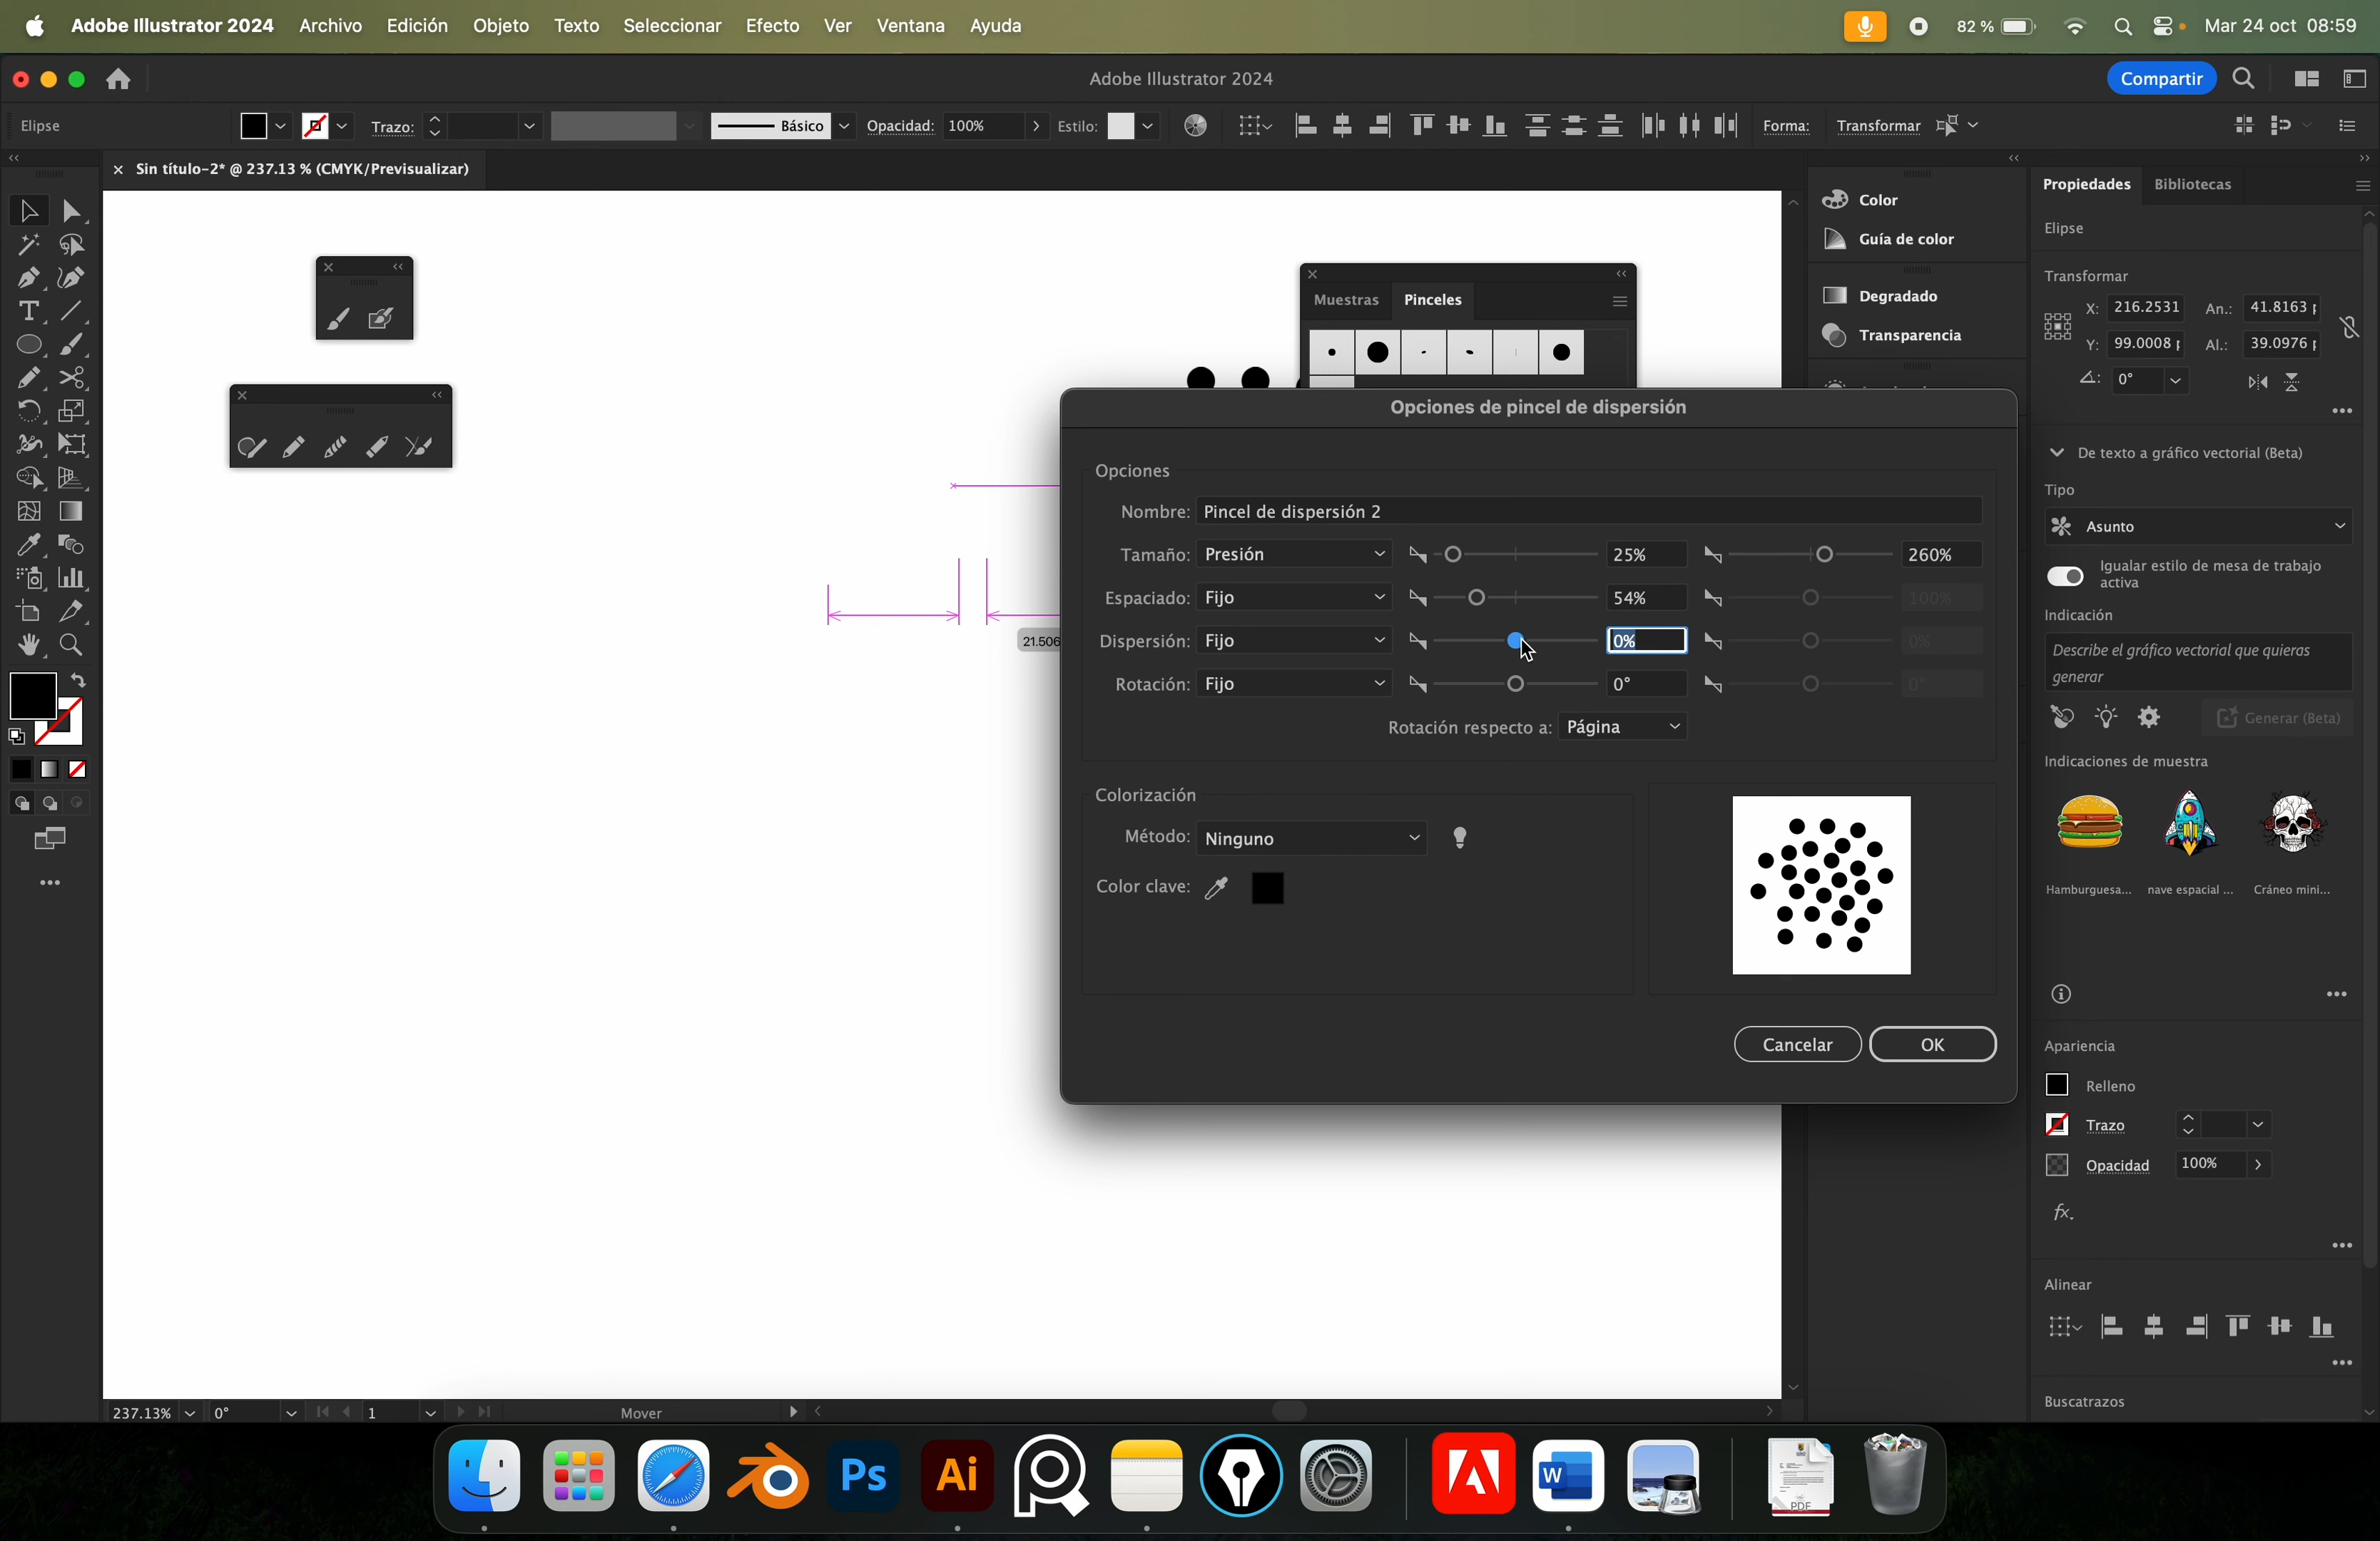 Adobe Illustrator 2024 Archivo Edición Objeto Texto Seleccionar Efecto Ver Ventana Ayuda 82 % Mar 24 oct 08:59
Adobe Illustrator 2024 Compartir
Elipse Trazo: Básico Opacidad: 100% Estilo: Forma: Transformar
Sin título-2* @ 237.13 % (CMYK/Previsualizar)
Muestras Pinceles
21.506
Opciones de pincel de dispersión
Opciones
Nombre: Pincel de dispersión 2
Tamaño: Presión 25% 260%
Espaciado: Fijo 54% 100%
Dispersión: Fijo 0% 0%
Rotación: Fijo 0° 0°
Rotación respecto a: Página
Colorización
Método: Ninguno
Color clave:
Cancelar OK
Color
Guía de color
Degradado
Transparencia
Propiedades Bibliotecas
Elipse
Transformar
X: 216.2531 An.: 41.8163 p
Y: 99.0008 p Al.: 39.0976 p
0°
De texto a gráfico vectorial (Beta)
Tipo
Asunto
Igualar estilo de mesa de trabajo
activa
Indicación
Describe el gráfico vectorial que quieras
generar
Generar (Beta)
Indicaciones de muestra
Hamburguesa... nave espacial ... Cráneo mini...
Apariencia
Relleno
Trazo
Opacidad 100%
fx.
Alinear
Buscatrazos
237.13% 0° 1 Mover
Ps Ai W PDF